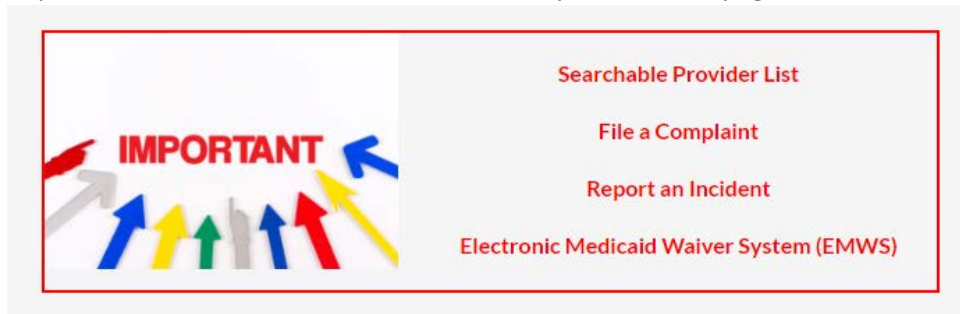 IMPORTANT
Searchable Provider List
File a Complaint
Report an Incident
Electronic Medicaid Waiver System (EMWS)